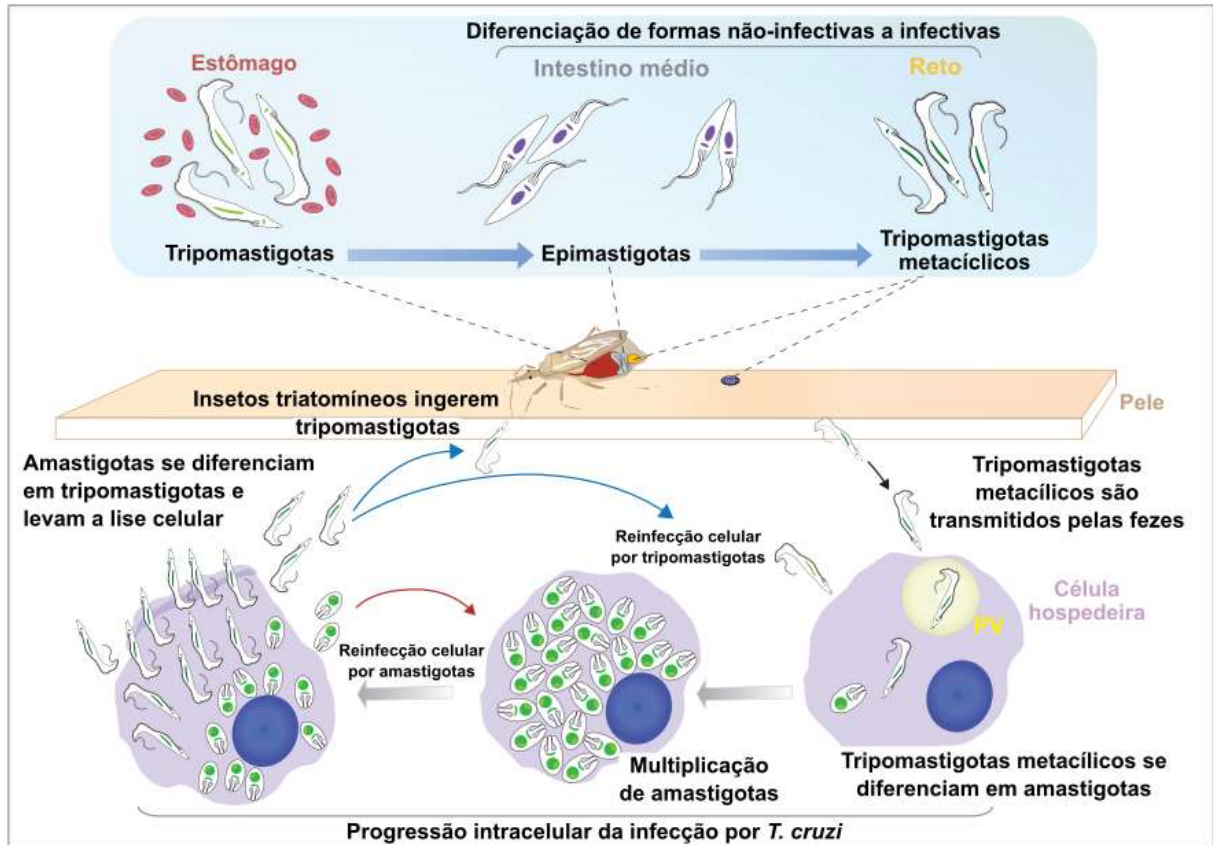 Diferenciação de formas não-infectivas a infectivas
Estômago
Intestino médio
Reto
Tripomastigotas
Epimastigotas
Tripomastigotas
metacíclicos
Insetos triatomíneos ingerem
tripomastigotas
Pele
Amastigotas se diferenciam
em tripomastigotas e
levam a lise celular
Tripomastigotas
metacílicos são
transmitidos pelas fezes
Reinfecção celular
por tripomastigotas
Célula
hospedeira
PV
Reinfecção celular
por amastigotas
Multiplicação
de amastigotas
Tripomastigotas metacílicos se
diferenciam em amastigotas
Progressão intracelular da infecção por T. cruzi